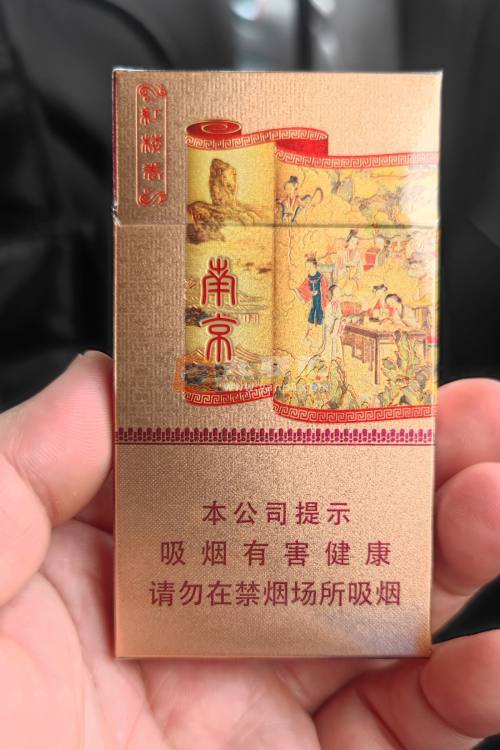 红楼梦
南京
本公司提示
吸烟有害健康
请勿在禁烟场所吸烟